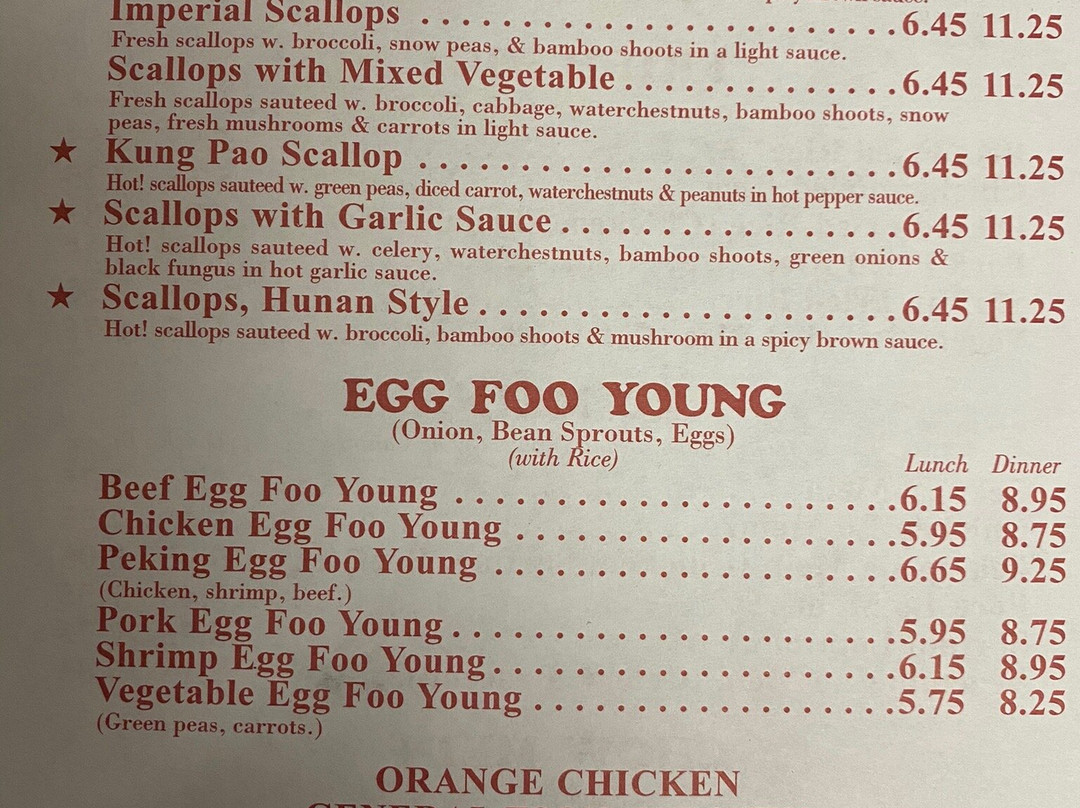 Imperial Scallops . . . . . . . . . . . . . . . . . . . . . . . .6.45 11.25
Fresh scallops w. broccoli, snow peas, & bamboo shoots in a light sauce.
Scallops with Mixed Vegetable . . . . . . . . . . . . . .6.45 11.25
Fresh scallops sauteed w. broccoli, cabbage, waterchestnuts, bamboo shoots, snow
peas, fresh mushrooms & carrots in light sauce.
★ Kung Pao Scallop . . . . . . . . . . . . . . . . . . . . . . . .6.45 11.25
Hot! scallops sauteed w. green peas, diced carrot, waterchestnuts & peanuts in hot pepper sauce.
★ Scallops with Garlic Sauce . . . . . . . . . . . . . . . . .6.45 11.25
Hot! scallops sauteed w. celery, waterchestnuts, bamboo shoots, green onions &
black fungus in hot garlic sauce.
★ Scallops, Hunan Style . . . . . . . . . . . . . . . . . . . . .6.45 11.25
Hot! scallops sauteed w. broccoli, bamboo shoots & mushroom in a spicy brown sauce.
EGG FOO YOUNG
(Onion, Bean Sprouts, Eggs)
(with Rice)
Lunch Dinner
Beef Egg Foo Young . . . . . . . . . . . . . . . . . . . . . .6.15 8.95
Chicken Egg Foo Young . . . . . . . . . . . . . . . . . . .5.95 8.75
Peking Egg Foo Young . . . . . . . . . . . . . . . . . . . .6.65 9.25
(Chicken, shrimp, beef.)
Pork Egg Foo Young . . . . . . . . . . . . . . . . . . . . . .5.95 8.75
Shrimp Egg Foo Young . . . . . . . . . . . . . . . . . . . .6.15 8.95
Vegetable Egg Foo Young . . . . . . . . . . . . . . . . . .5.75 8.25
(Green peas, carrots.)
ORANGE CHICKEN